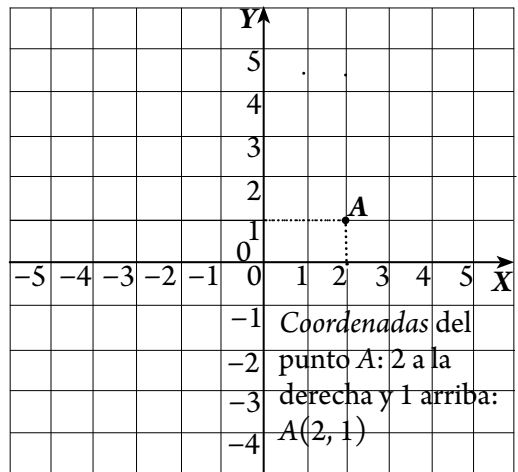 Y
5
4
3
2
A
1
0
−5 −4 −3 −2 −1 0 1 2 3 4 5 X
−1
Coordenadas del
punto A: 2 a la
−2
derecha y 1 arriba:
−3
A(2, 1)
−4